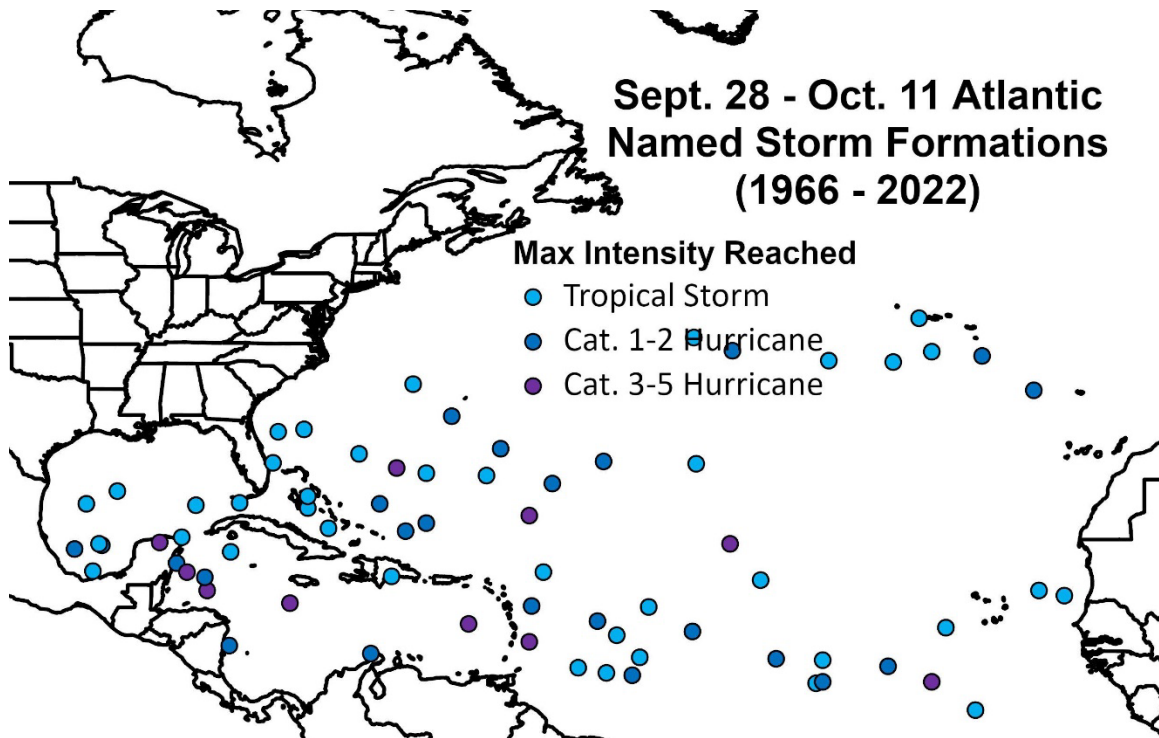 Sept. 28 - Oct. 11 Atlantic
Named Storm Formations
(1966 - 2022)
Max Intensity Reached
Tropical Storm
Cat. 1-2 Hurricane
Cat. 3-5 Hurricane